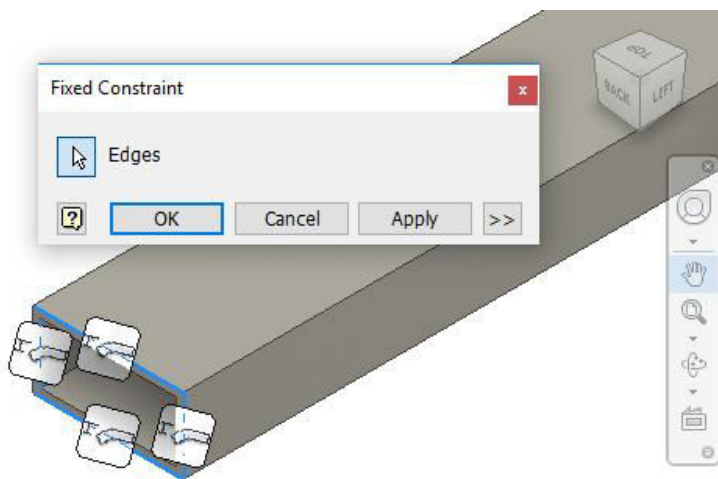 Fixed Constraint
x
Edges
?
OK
Cancel
Apply
>>
TOP
BACK
LEFT